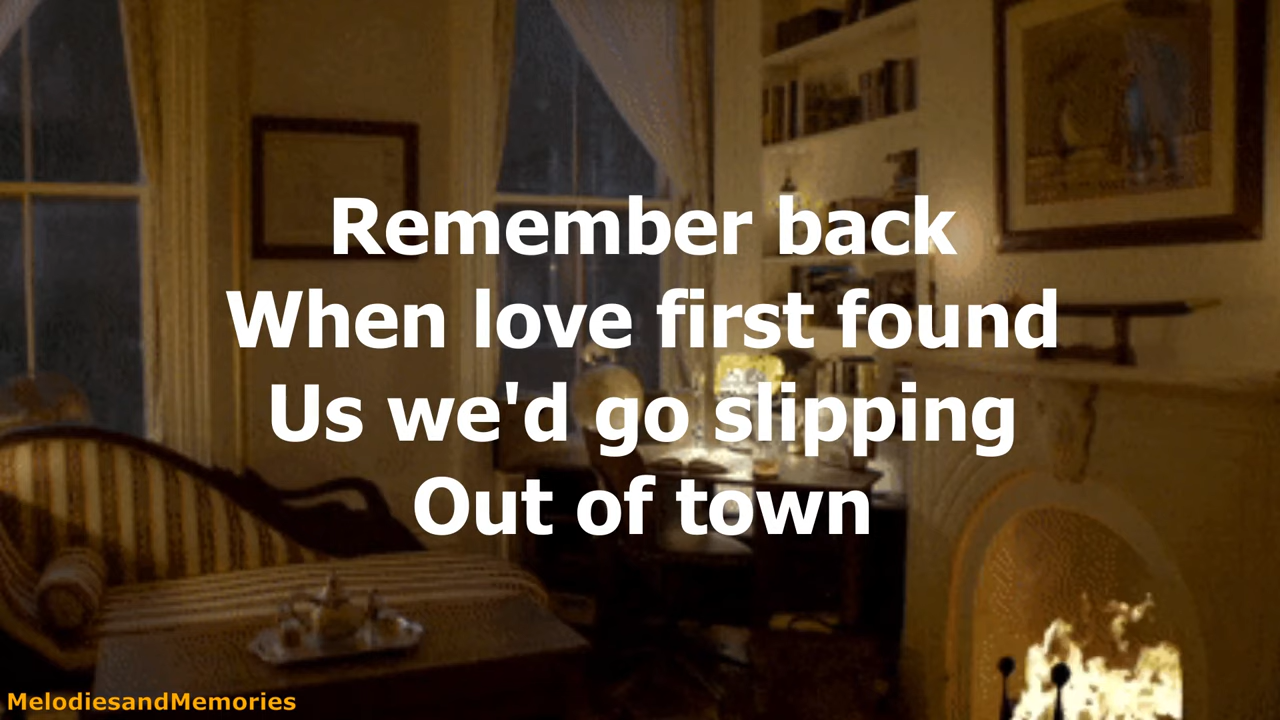 Remember back
When love first found
Us we'd go slipping
Out of town
MelodiesandMemories